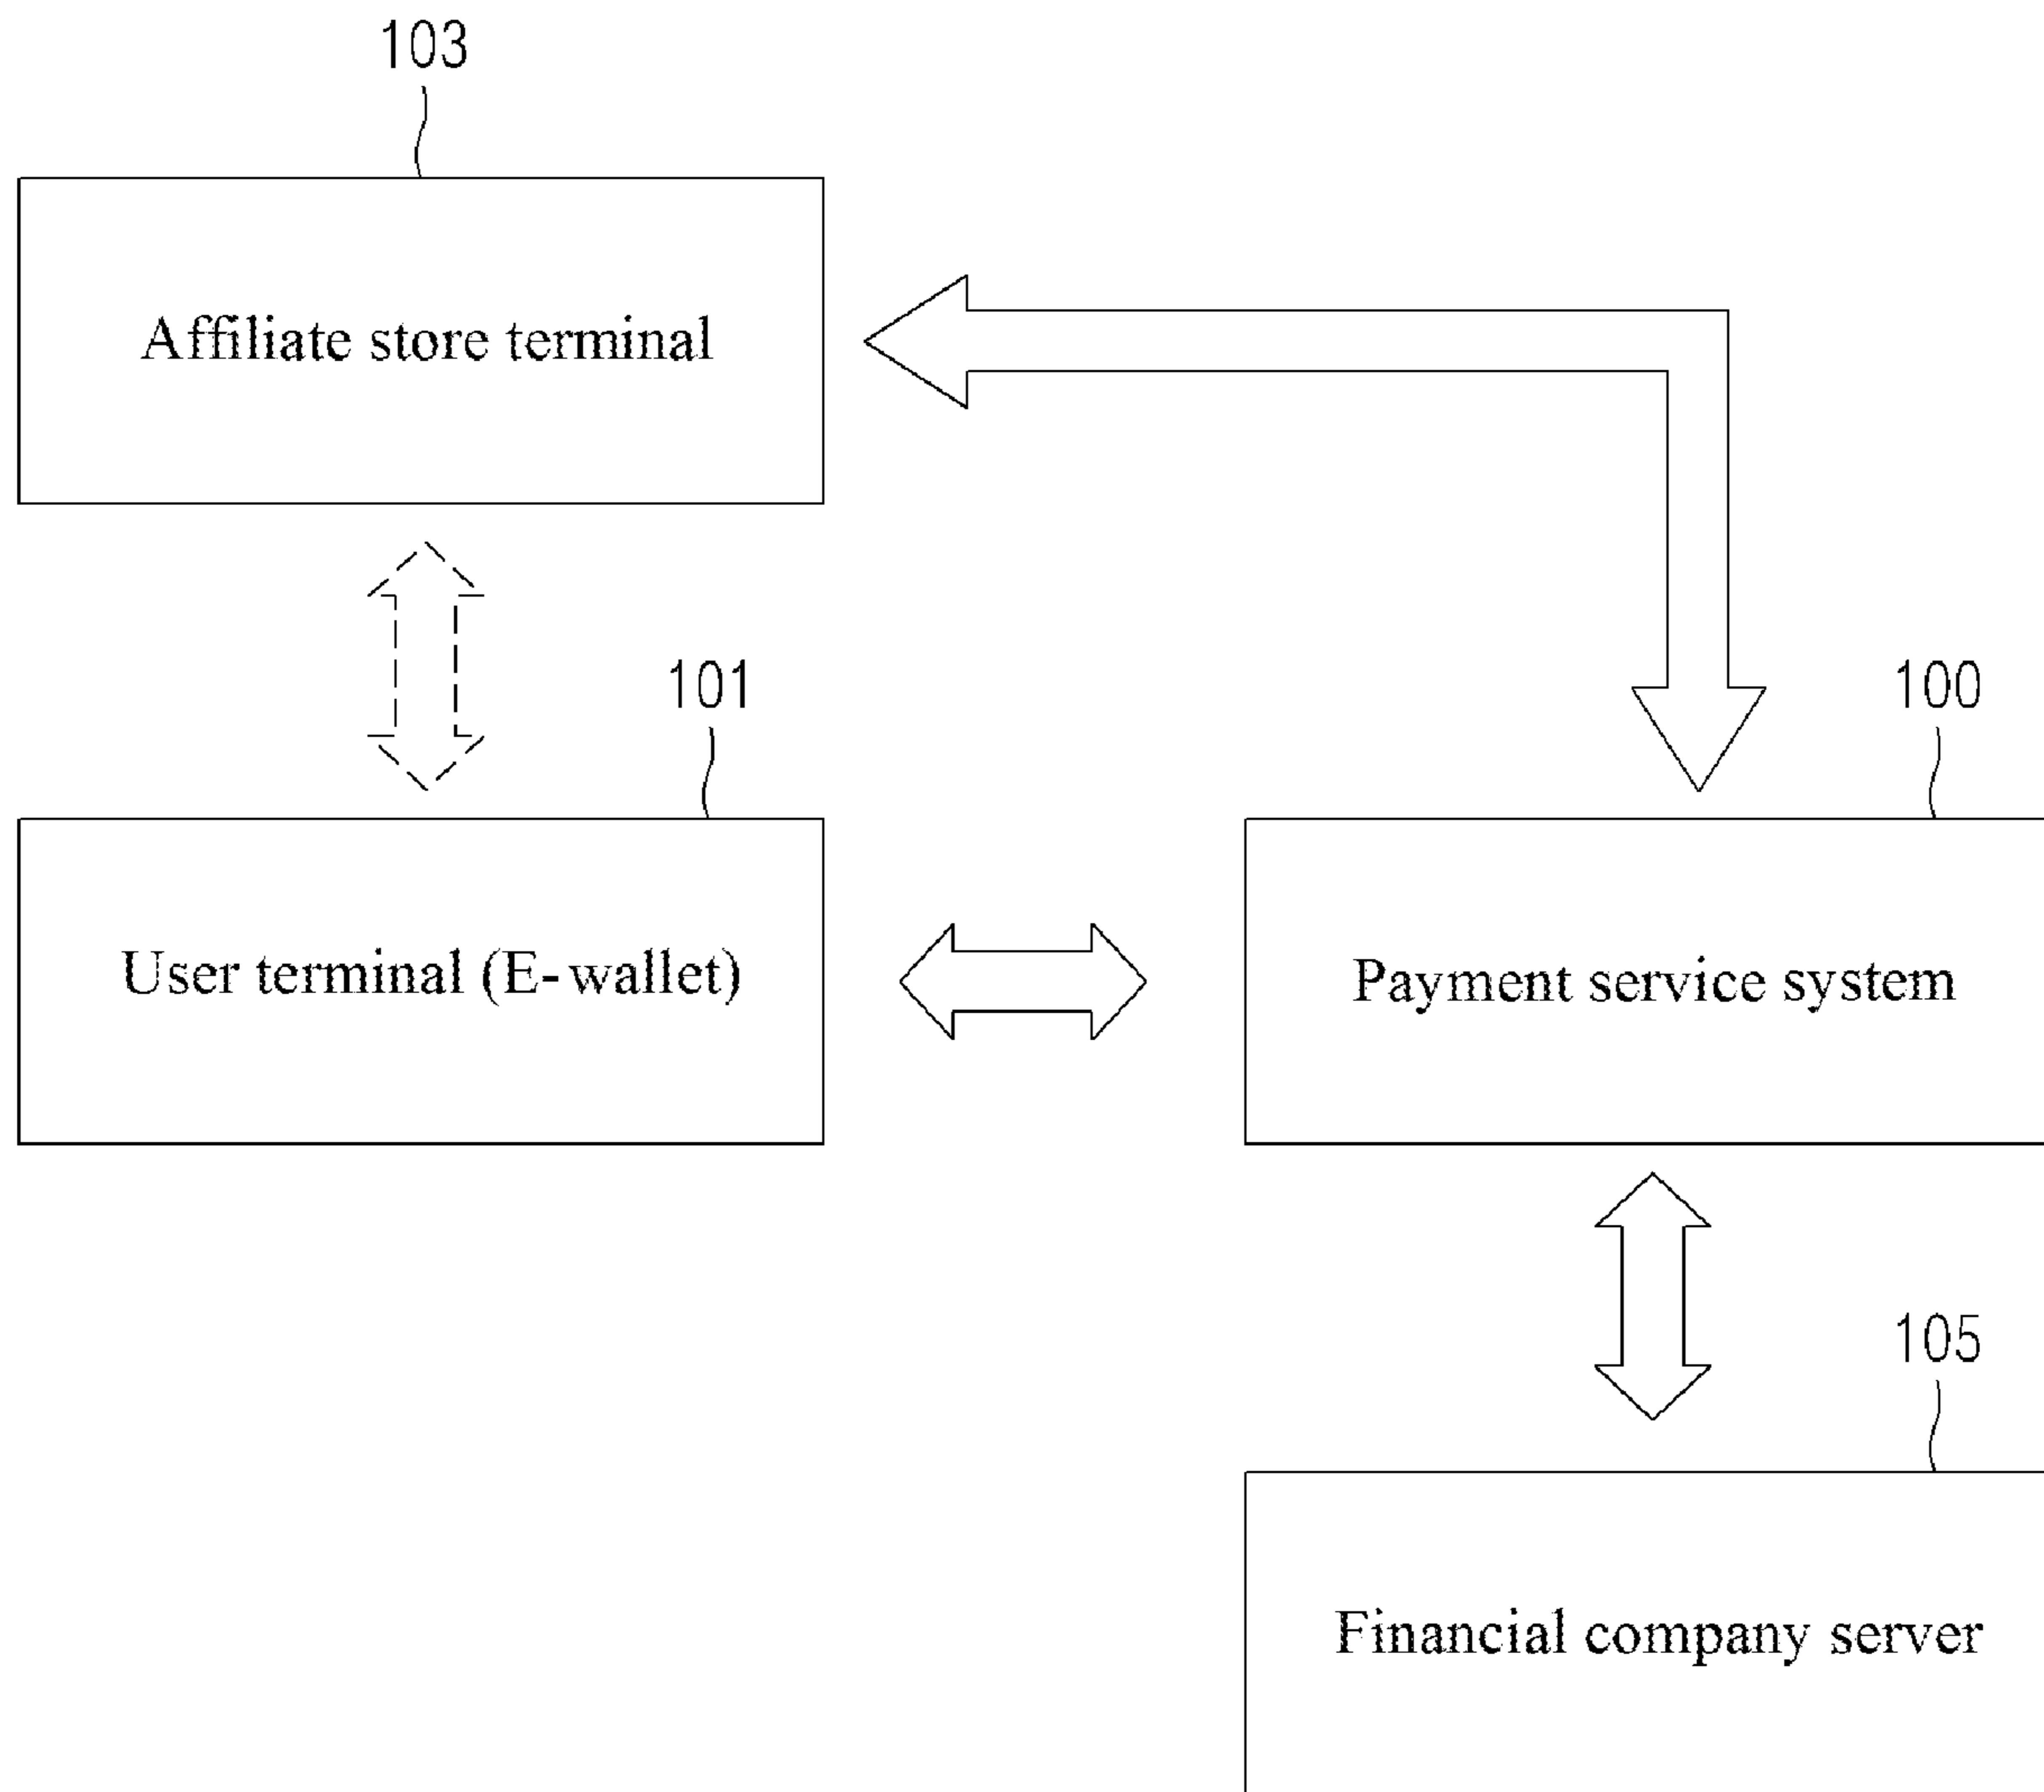 103
Affiliate store terminal
101
100
User terminal (E-wallet)
Payment service system
105
Financial company server